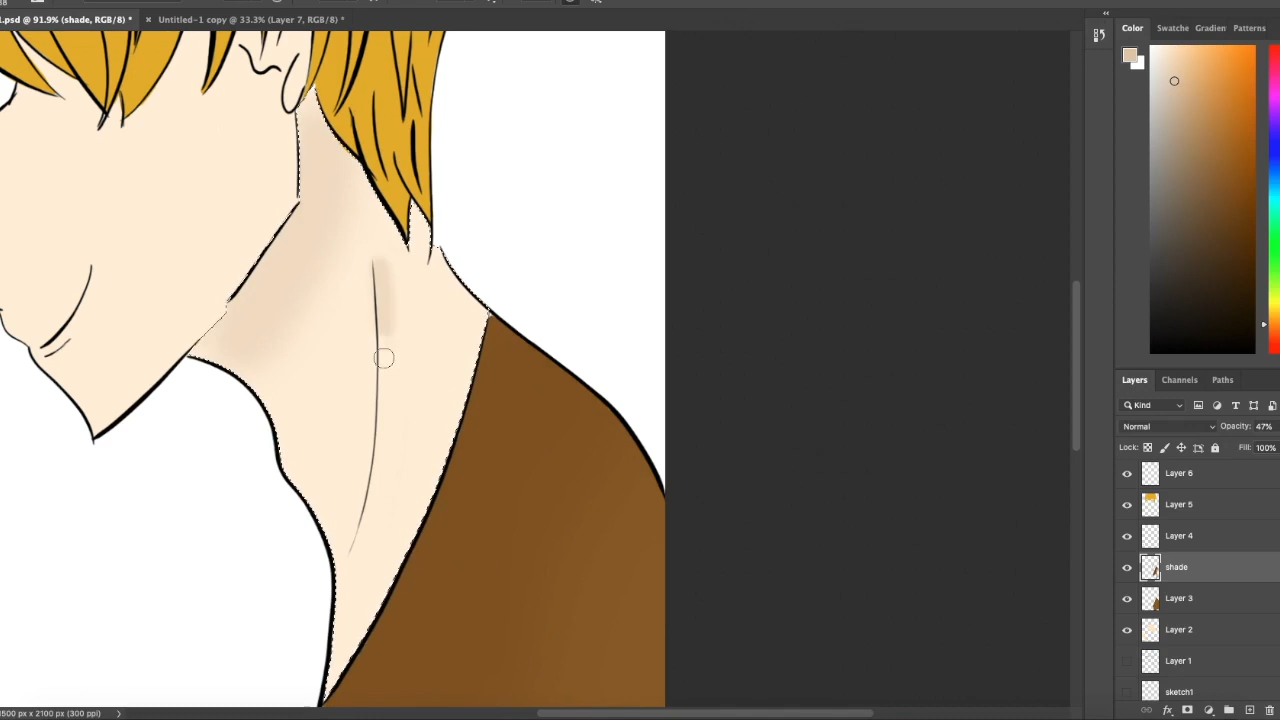 l.psd @ 91.9% (shade, RGB/8) *
Untitled-1 copy @ 33.3% (Layer 7, RGB/8) *
Color Swatche Gradien Patterns
Layers Channels Paths
Kind
Normal Opacity: 47%
Lock: Fill: 100%
Layer 6
Layer 5
Layer 4
shade
Layer 3
Layer 2
Layer 1
sketch1
fx
1500 px x 2100 px (300 ppi)